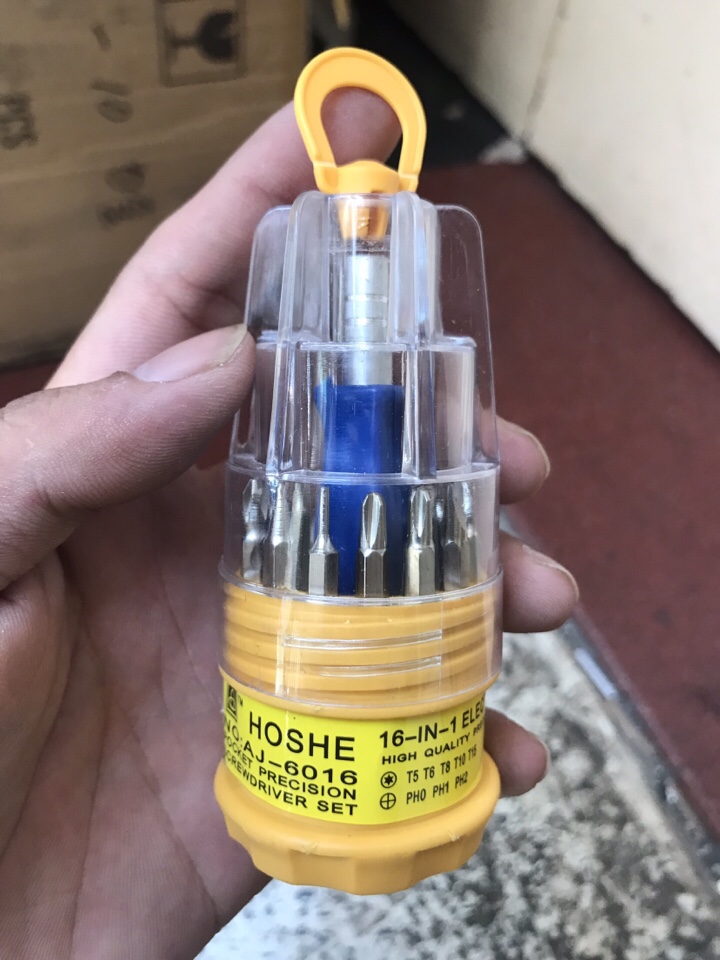 HOSHE
NO:AJ-6016
POCKET PRECISION
SCREWDRIVER SET
16-IN-1
HIGH QUALITY
T5 T6 T8 T10 T15
PH0 PH1 PH2